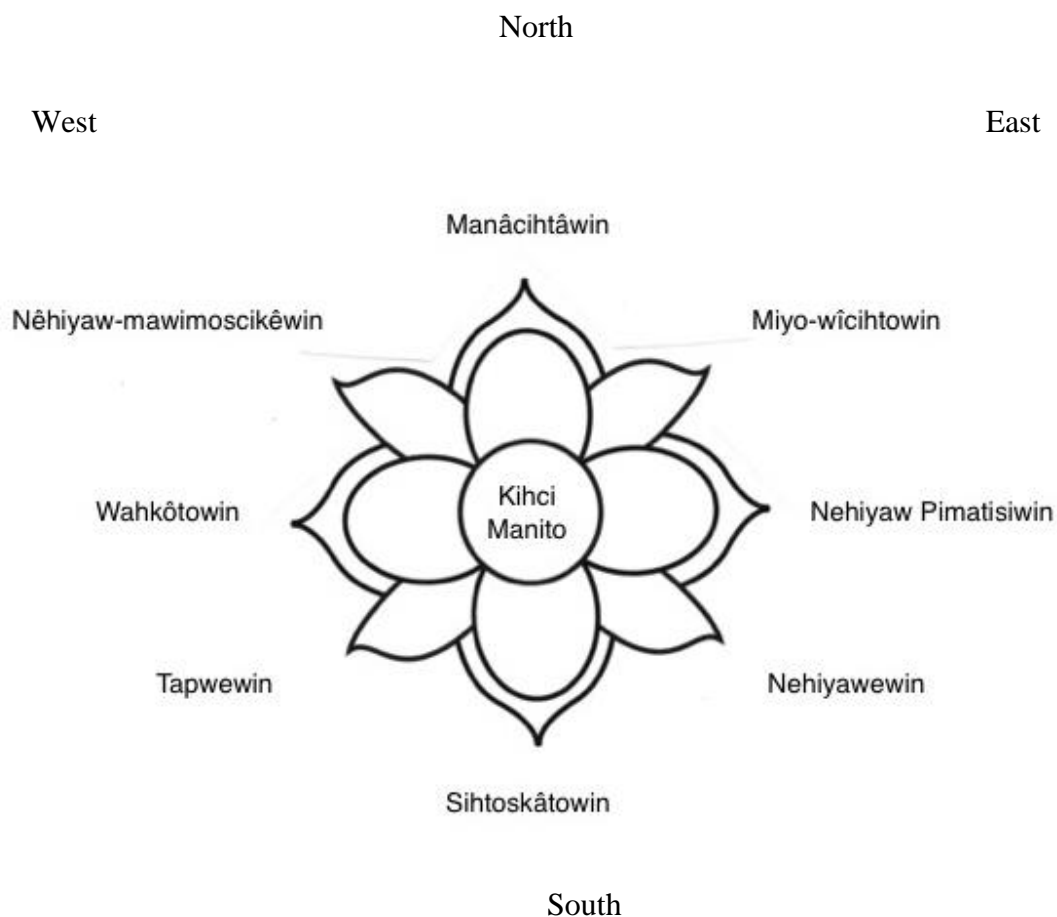 North
West
East
Manâcihtâwin
Nêhiyaw-mawimoscikêwin
Miyo-wîcihtowin
Kihci
Manito
Wahkôtowin
Nehiyaw Pimatisiwin
Tapwewin
Nehiyawewin
Sihtoskâtowin
South